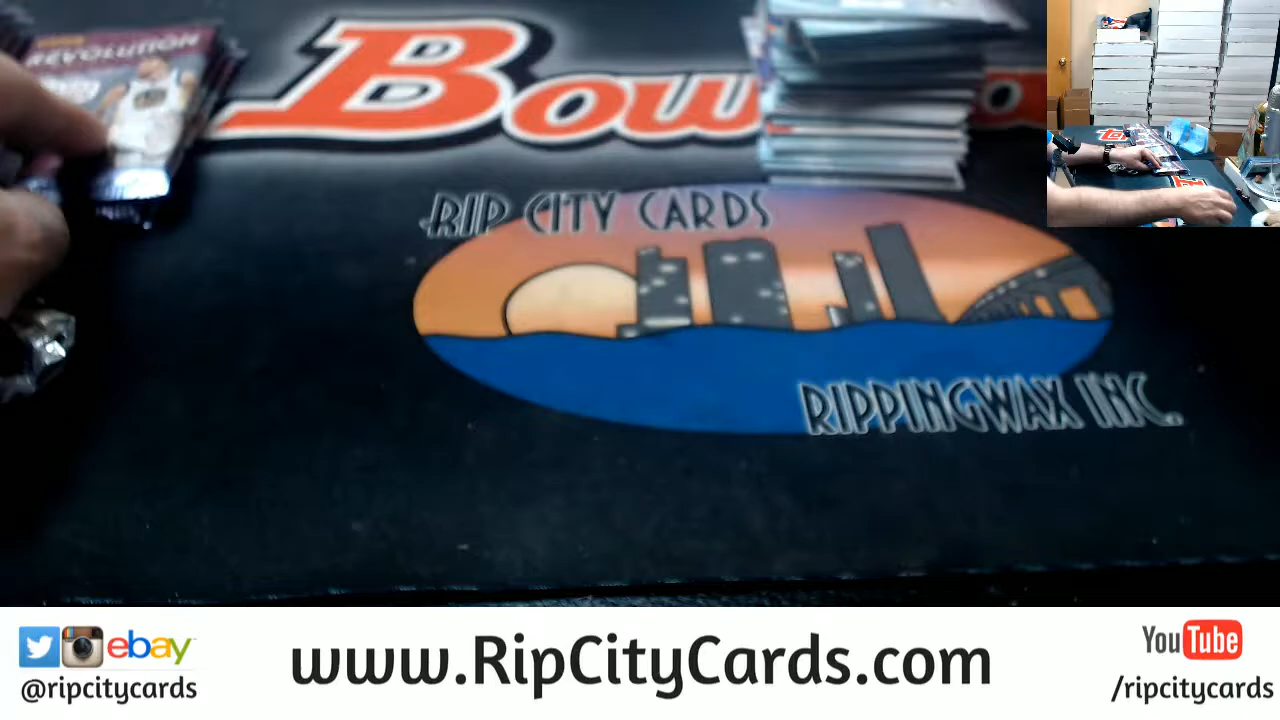 REVOLUTION
Bow
o
RIP CITY CARDS
RIPPINGWAX INC.
ebay
@ripcitycards
www.RipCityCards.com
YouTube
/ripcitycards